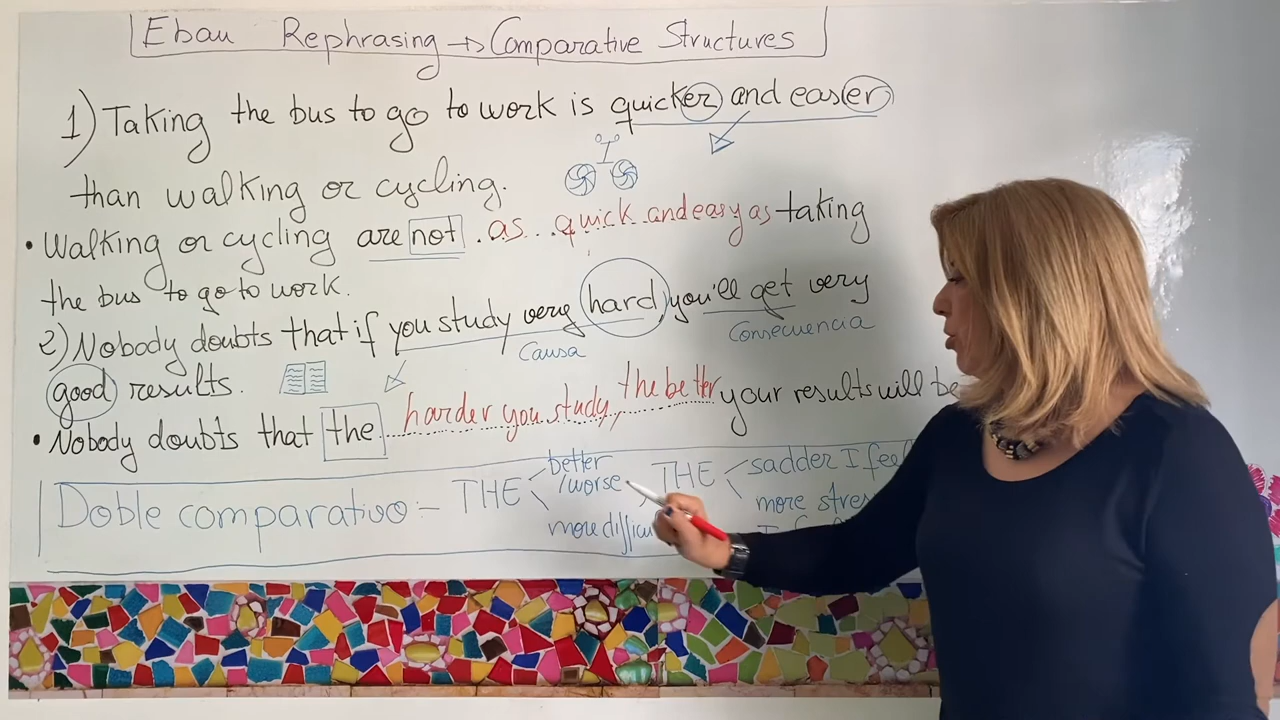 Ebau Rephrasing → Comparative Structures
1) Taking the bus to go to work is quicker and easier
than walking or cycling.
• Walking or cycling are not as quick and easy as taking
the bus to go to work.
2) Nobody doubts that if you study very hard, you'll get very
Causa Consecuencia
good results.
• Nobody doubts that the harder you study, the better your results will be
Doble comparativo - THE better / worse THE sadder I feel
more more